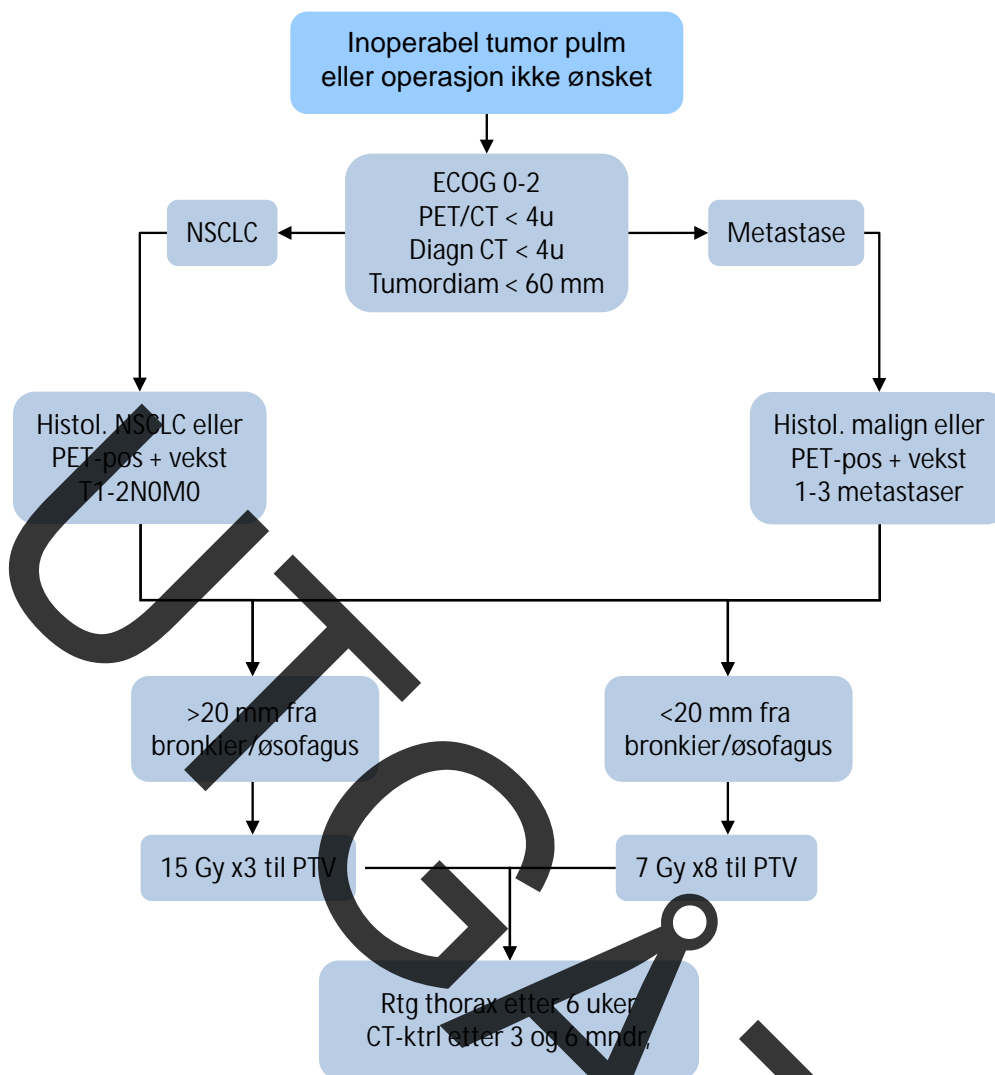 Inoperabel tumor pulm
eller operasjon ikke ønsket
ECOG 0-2
PET/CT < 4u
Diagn CT < 4u
Tumordiam < 60 mm
NSCLC
Metastase
Histol. NSCLC eller
PET-pos + vekst
T1-2N0M0
Histol. malign eller
PET-pos + vekst
1-3 metastaser
>20 mm fra
bronkier/øsofagus
<20 mm fra
bronkier/øsofagus
15 Gy x3 til PTV
7 Gy x8 til PTV
Rtg thorax etter 6 uker
CT-ktrl etter 3 og 6 mndr,
UTGÅ